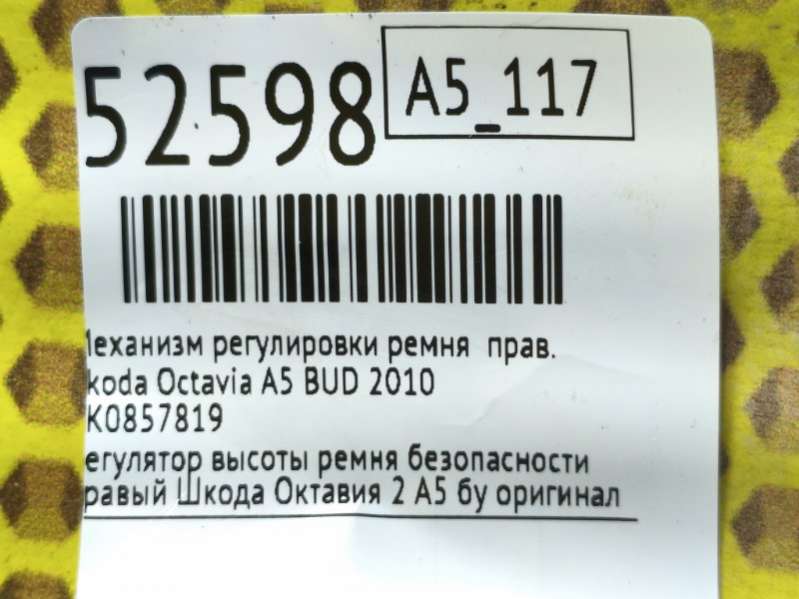 52598
A5_117
еханизм регулировки ремня прав.
koda Octavia A5 BUD 2010
K0857819
егулятор высоты ремня безопасности
равый Шкода Октавия 2 А5 бу оригинал